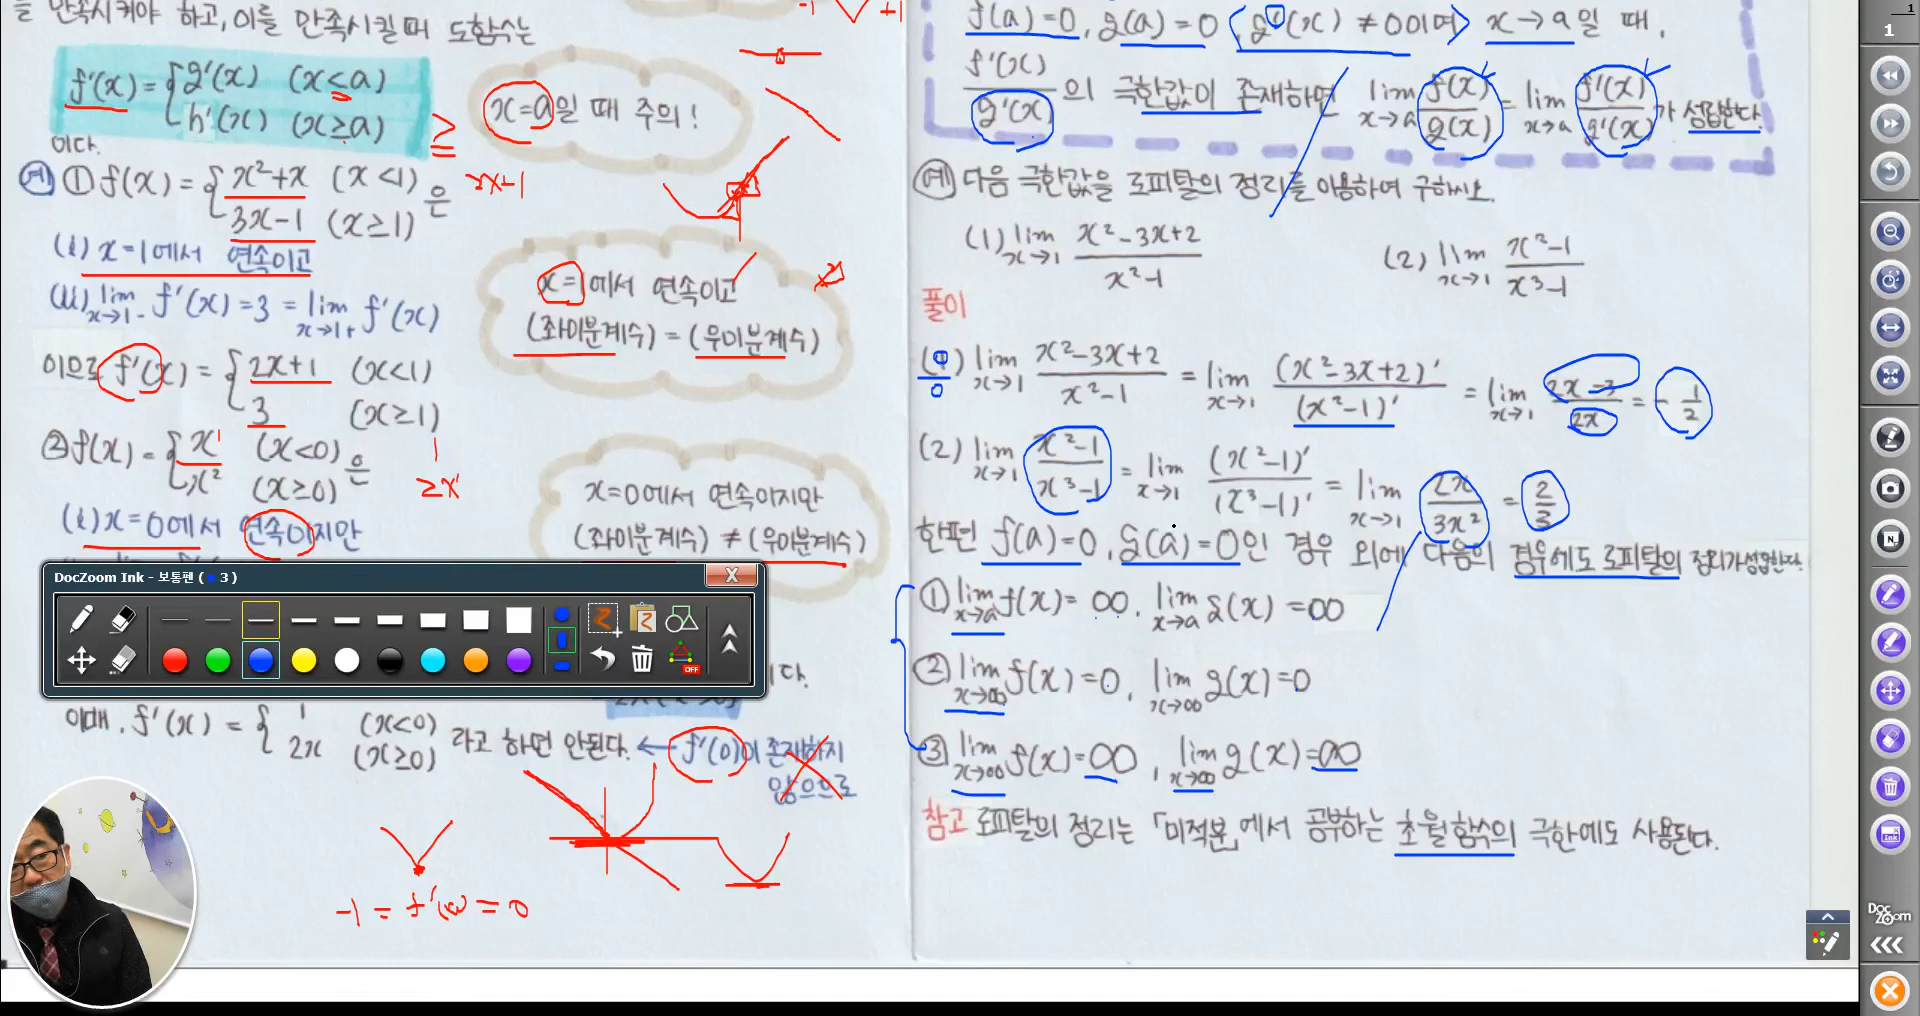 을 만족시켜야 하고, 이를 만족시킬 때 도함수는
f'(x) = { g'(x) (x<a)
h'(x) (x≥a)
이다.
x=a일 때 주의!
예 ① f(x) = { x²+x (x<1) 은
3x-1 (x≥1)
2x+1
(i) x=1에서 연속이고
(ii) lim x→1- f'(x) = 3 = lim x→1+ f'(x)
이므로 f'(x) = { 2x+1 (x<1)
3 (x≥1)
x=1에서 연속이고
(좌미분계수) = (우미분계수)
② f(x) = { x (x<0) 은
x² (x≥0)
1
2x
(i) x=0에서 연속이지만
x=0에서 연속이지만
(좌미분계수) ≠ (우미분계수)
DocZoom Ink - 보통펜 ( 3 )
OFF
다.
이때, f'(x) = { 1 (x<0)
2x (x≥0) 라고 하면 안된다. ← f'(0)이 존재하지
않으므로
-1 = f'(0) = 0
-1 +1
f(a)=0, g(a)=0, g'(x)≠0이며 x→a일 때,
f'(x)/g'(x) 의 극한값이 존재하면 lim x→a f(x)/g(x) = lim x→a f'(x)/g'(x) 가 성립한다.
예 다음 극한값을 로피탈의 정리를 이용하여 구하시오.
(1) lim x→1 (x²-3x+2)/(x²-1) (2) lim x→1 (x²-1)/(x³-1)
풀이
(1) lim x→1 (x²-3x+2)/(x²-1) = lim x→1 (x²-3x+2)'/(x²-1)' = lim x→1 (2x-3)/2x = -1/2
(2) lim x→1 (x²-1)/(x³-1) = lim x→1 (x²-1)'/(x³-1)' = lim x→1 2x/3x² = 2/3
한편 f(a)=0, g(a)=0인 경우 외에 다음의 경우에도 로피탈의 정리가 성립한다.
① lim x→a f(x)=∞, lim x→a g(x)=∞
② lim x→∞ f(x)=0, lim x→∞ g(x)=0
③ lim x→∞ f(x)=∞, lim x→∞ g(x)=∞
참고 로피탈의 정리는 「미적분」에서 공부하는 초월함수의 극한에도 사용된다.
1
1
Doc Zoom